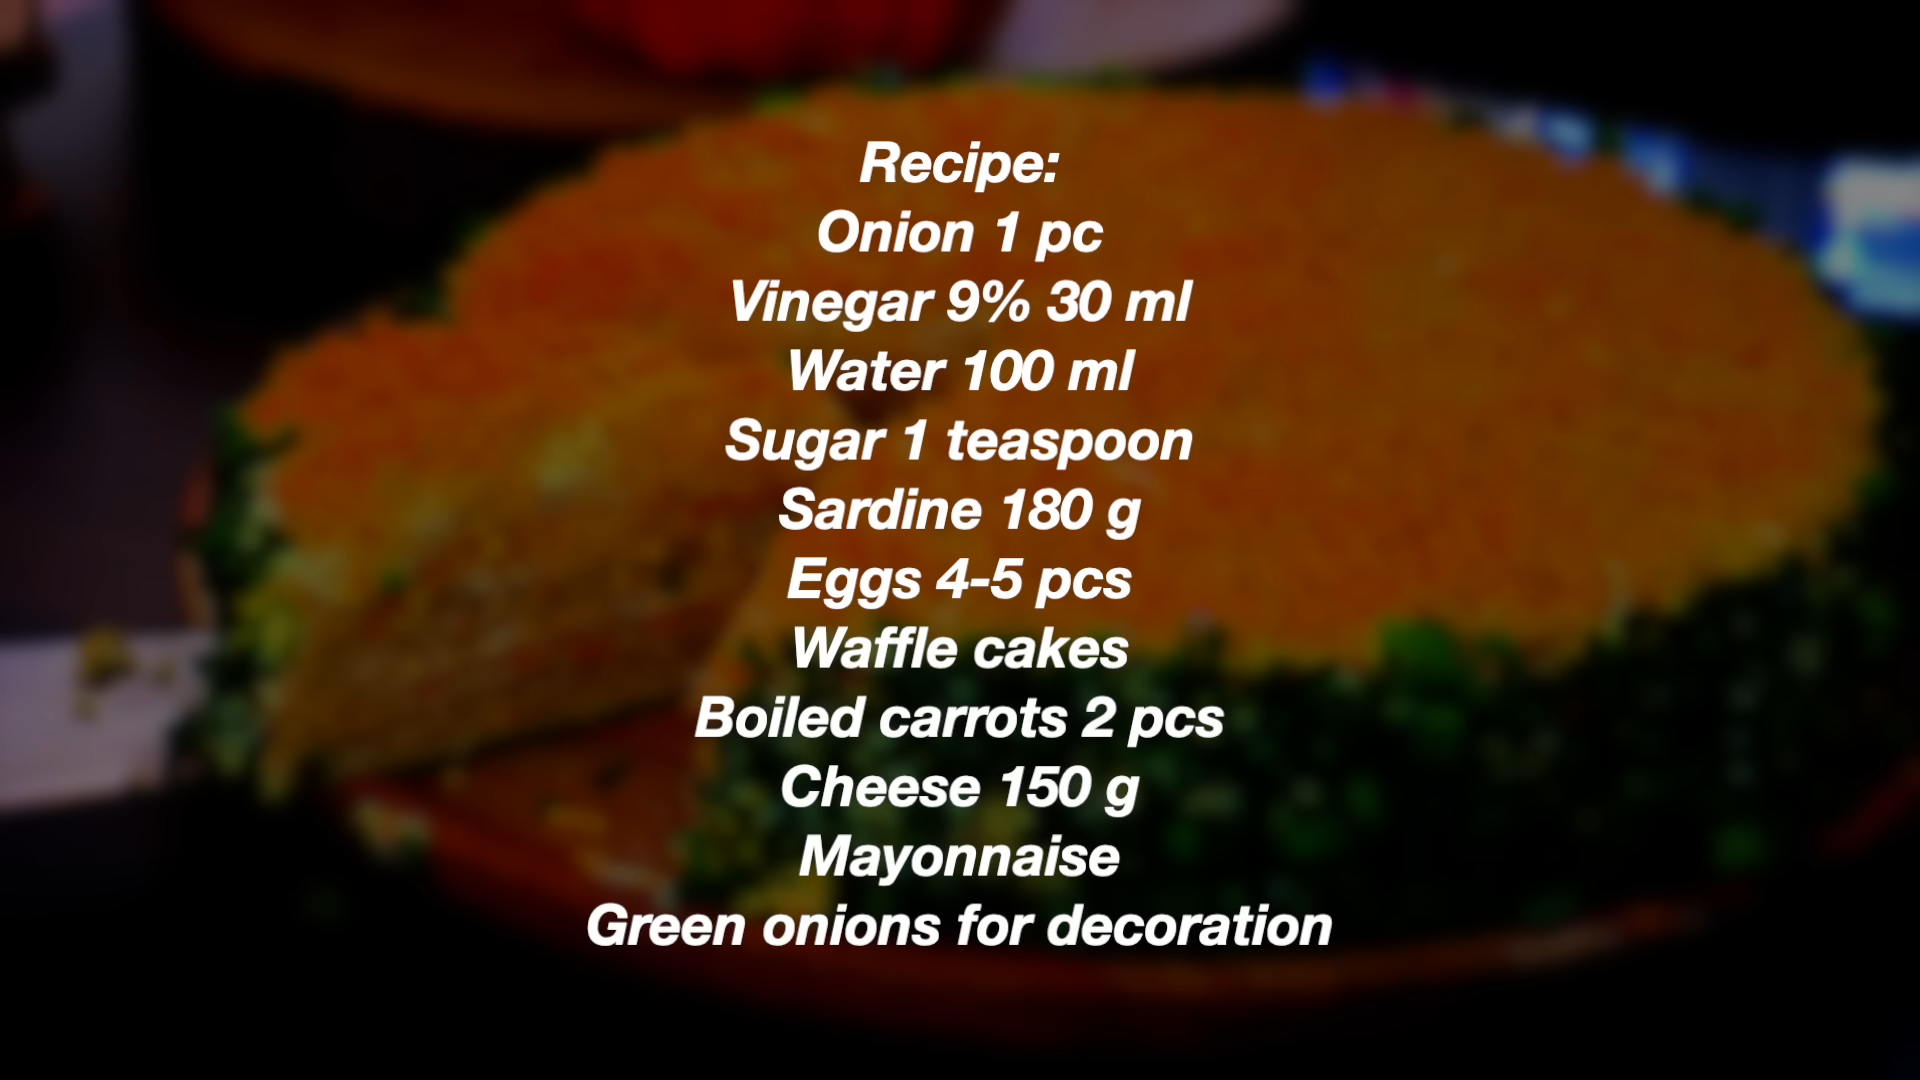 Recipe:
Onion 1 pc
Vinegar 9% 30 ml
Water 100 ml
Sugar 1 teaspoon
Sardine 180 g
Eggs 4-5 pcs
Waffle cakes
Boiled carrots 2 pcs
Cheese 150 g
Mayonnaise
Green onions for decoration